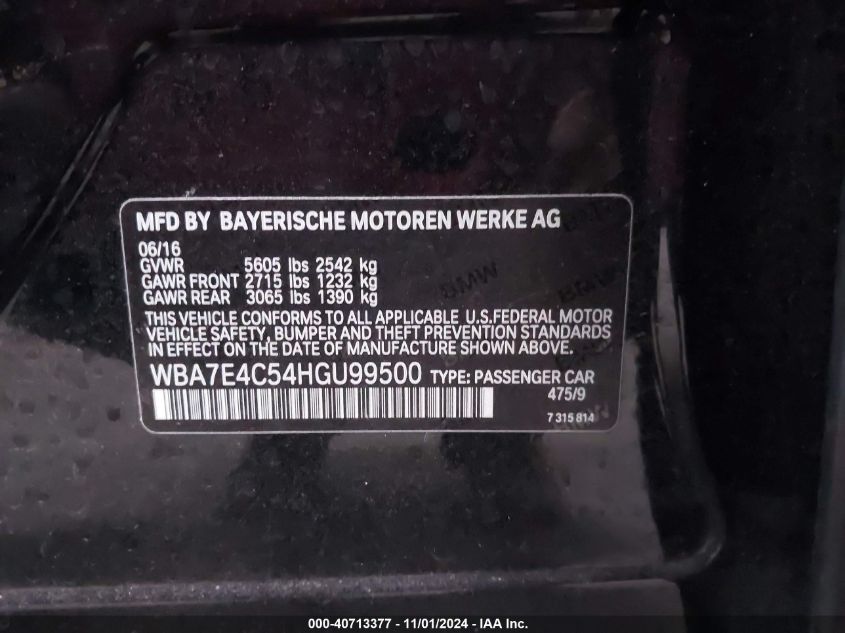 MFD BY BAYERISCHE MOTOREN WERKE AG
06/16
GVWR 5605 lbs 2542 kg
GAWR FRONT 2715 lbs 1232 kg
GAWR REAR 3065 lbs 1390 kg
THIS VEHICLE CONFORMS TO ALL APPLICABLE U.S.FEDERAL MOTOR
VEHICLE SAFETY, BUMPER AND THEFT PREVENTION STANDARDS
IN EFFECT ON THE DATE OF MANUFACTURE SHOWN ABOVE.
WBA7E4C54HGU99500 TYPE: PASSENGER CAR
475/9
7 315 814
BMW
000-40713377 - 11/01/2024 - IAA Inc.